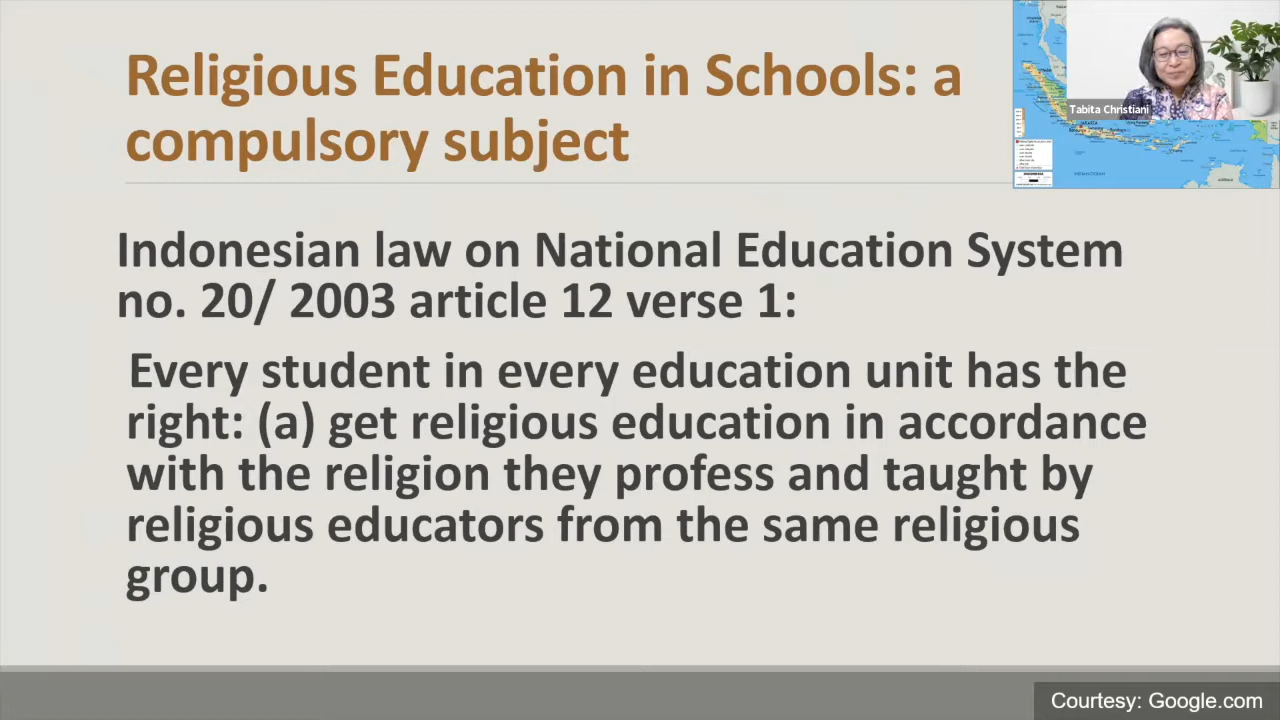 Religious Education in Schools: a
compulsory subject
Tabita Christiani
Indonesian law on National Education System
no. 20/ 2003 article 12 verse 1:
Every student in every education unit has the
right: (a) get religious education in accordance
with the religion they profess and taught by
religious educators from the same religious
group.
Courtesy: Google.com